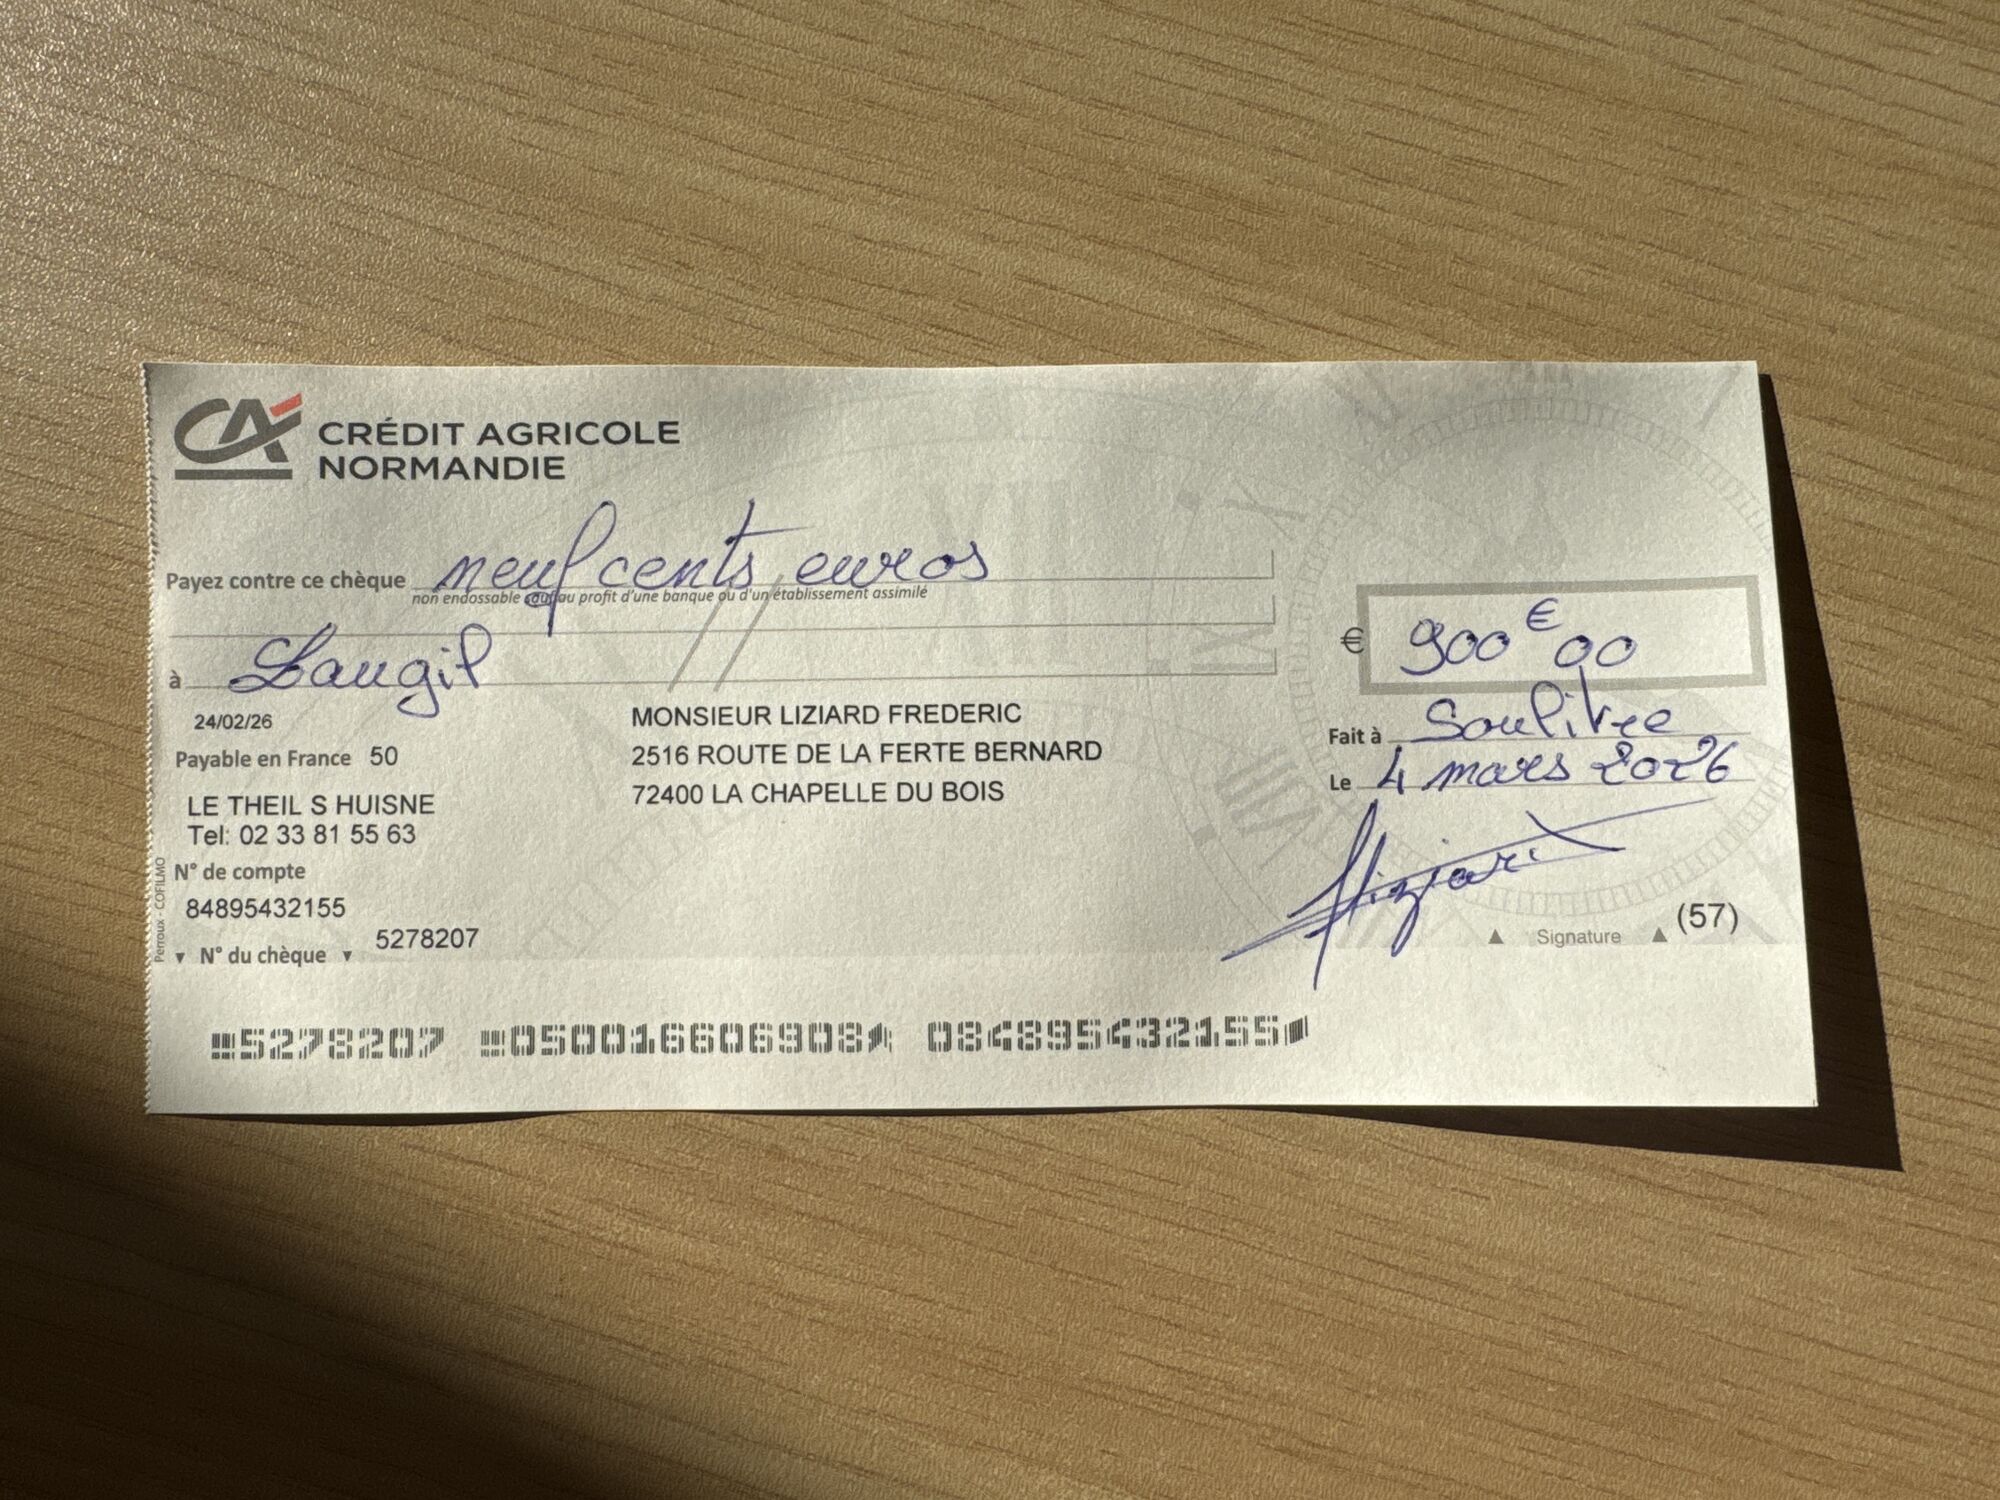 CA CRÉDIT AGRICOLE
NORMANDIE
Payez contre ce chèque neuf cents euros
non endossable sauf au profit d'une banque ou d'un établissement assimilé
€ 900 € 00
à Laugil
24/02/26
Payable en France 50
LE THEIL S HUISNE
Tel: 02 33 81 55 63
N° de compte
84895432155
N° du chèque 5278207
MONSIEUR LIZIARD FREDERIC
2516 ROUTE DE LA FERTE BERNARD
72400 LA CHAPELLE DU BOIS
Fait à Soulitré
Le 4 mars 2026
Signature (57)
Perroux - COFILMO
5278207 050016606908 084895432155